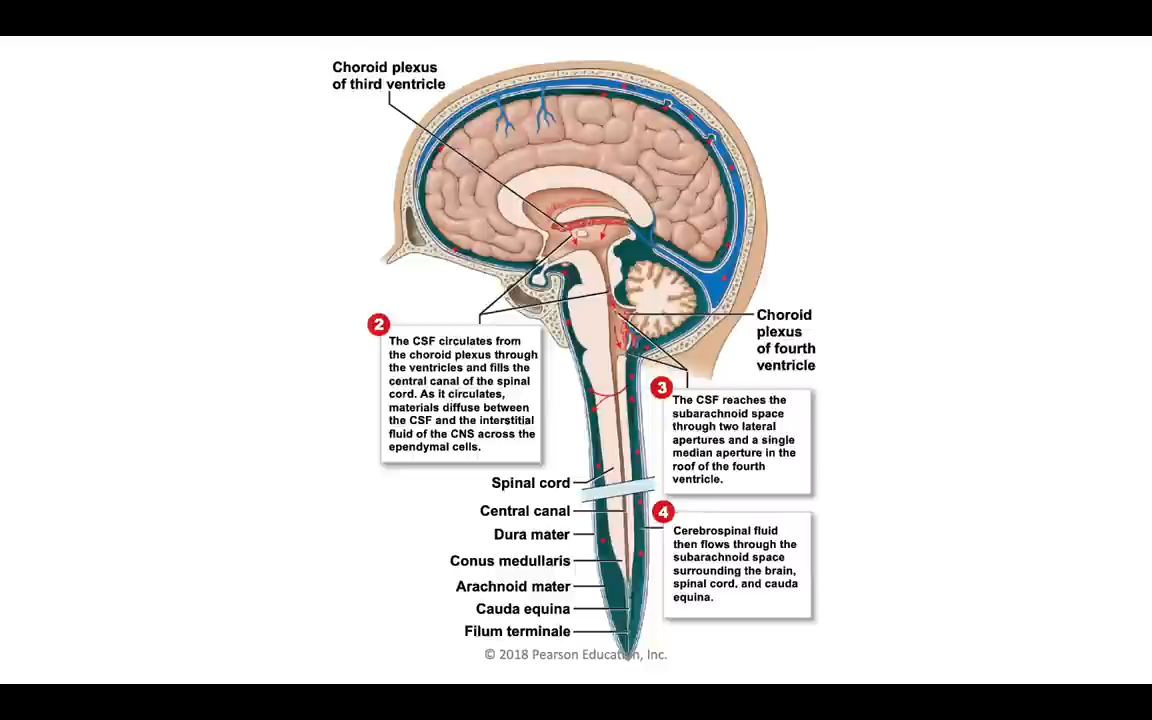 Choroid plexus
of third ventricle
2
The CSF circulates from
the choroid plexus through
the ventricles and fills the
central canal of the spinal
cord. As it circulates,
materials diffuse between
the CSF and the interstitial
fluid of the CNS across the
ependymal cells.
Choroid
plexus
of fourth
ventricle
3
The CSF reaches the
subarachnoid space
through two lateral
apertures and a single
median aperture in the
roof of the fourth
ventricle.
Spinal cord
Central canal
Dura mater
Conus medullaris
Arachnoid mater
Cauda equina
Filum terminale
4
Cerebrospinal fluid
then flows through the
subarachnoid space
surrounding the brain,
spinal cord, and cauda
equina.
© 2018 Pearson Education, Inc.